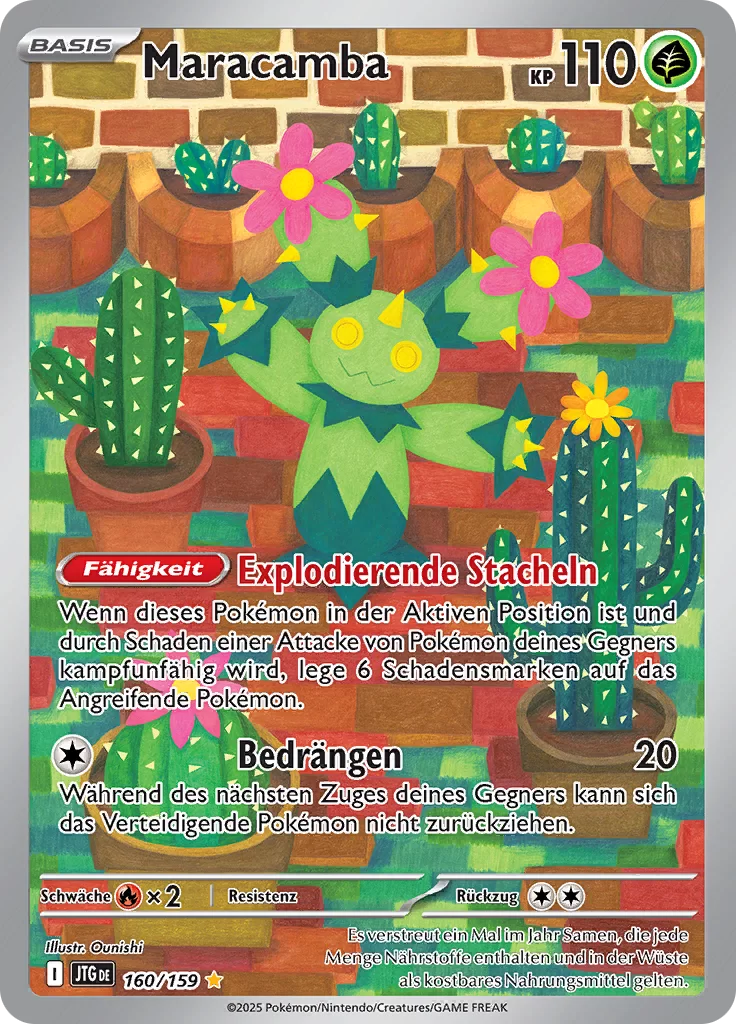 BASIS
Maracamba
KP 110
Fähigkeit Explodierende Stacheln
Wenn dieses Pokémon in der Aktiven Position ist und
durch Schaden einer Attacke von Pokémon deines Gegners
kampfunfähig wird, lege 6 Schadensmarken auf das
Angreifende Pokémon.
Bedrängen 20
Während des nächsten Zuges deines Gegners kann sich
das Verteidigende Pokémon nicht zurückziehen.
Schwäche ×2 Resistenz Rückzug
Illustr. Ounishi
I JTG DE 160/159
Es verstreut ein Mal im Jahr Samen, die jede
Menge Nährstoffe enthalten und in der Wüste
als kostbares Nahrungsmittel gelten.
©2025 Pokémon/Nintendo/Creatures/GAME FREAK